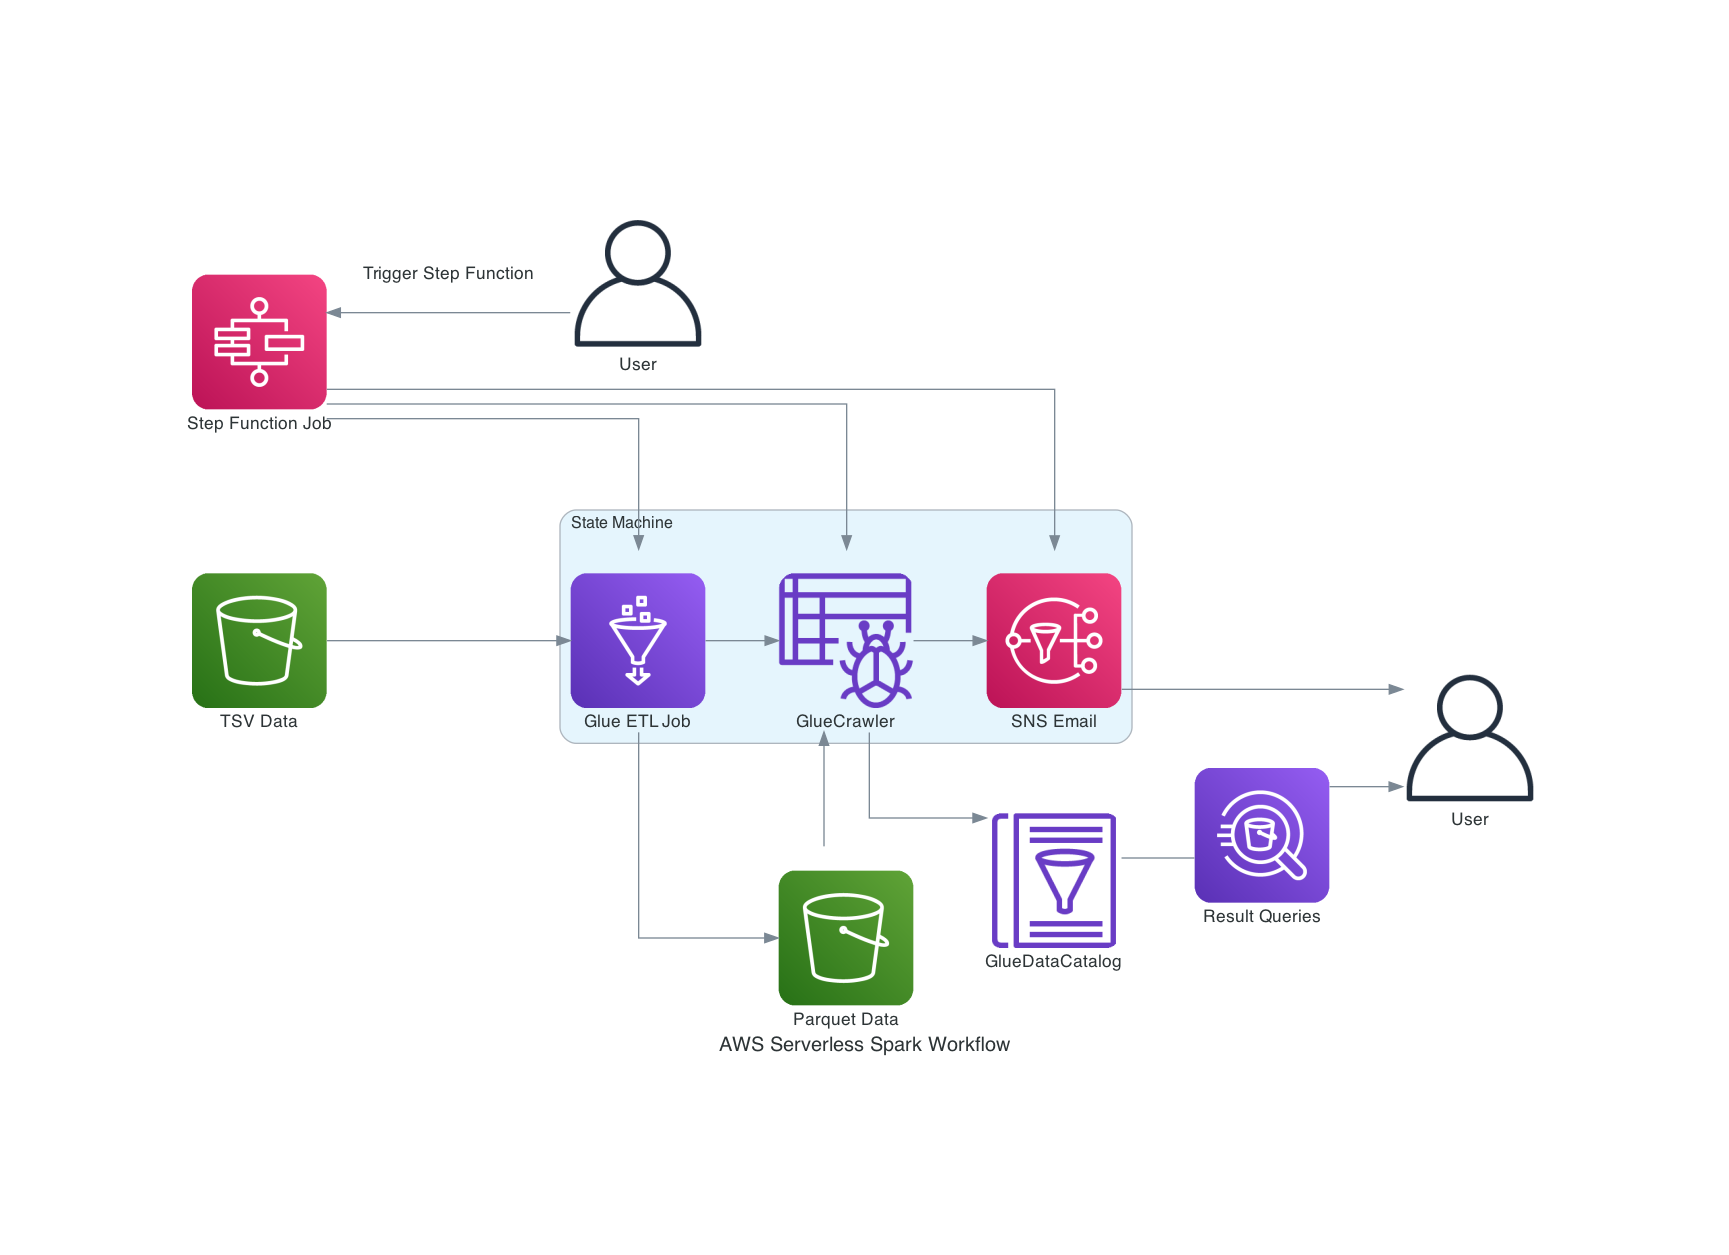 Trigger Step Function
User
Step Function Job
State Machine
TSV Data
Glue ETL Job
GlueCrawler
SNS Email
User
Result Queries
GlueDataCatalog
Parquet Data
AWS Serverless Spark Workflow